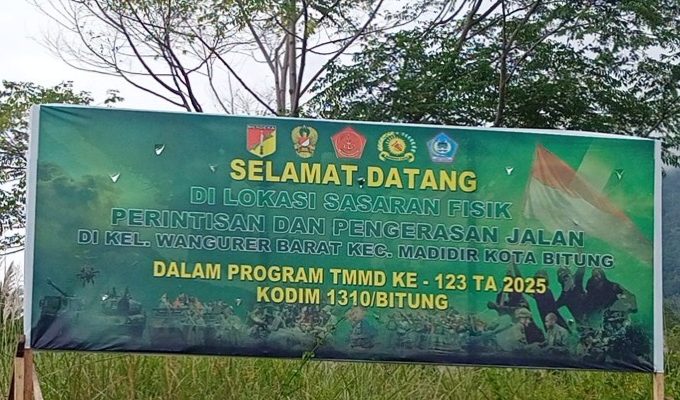 MERDEKA
SELAMAT DATANG
DI LOKASI SASARAN FISIK
PERINTISAN DAN PENGERASAN JALAN
DI KEL. WANGURER BARAT KEC. MADIDIR KOTA BITUNG
DALAM PROGRAM TMMD KE - 123 TA 2025
KODIM 1310/BITUNG